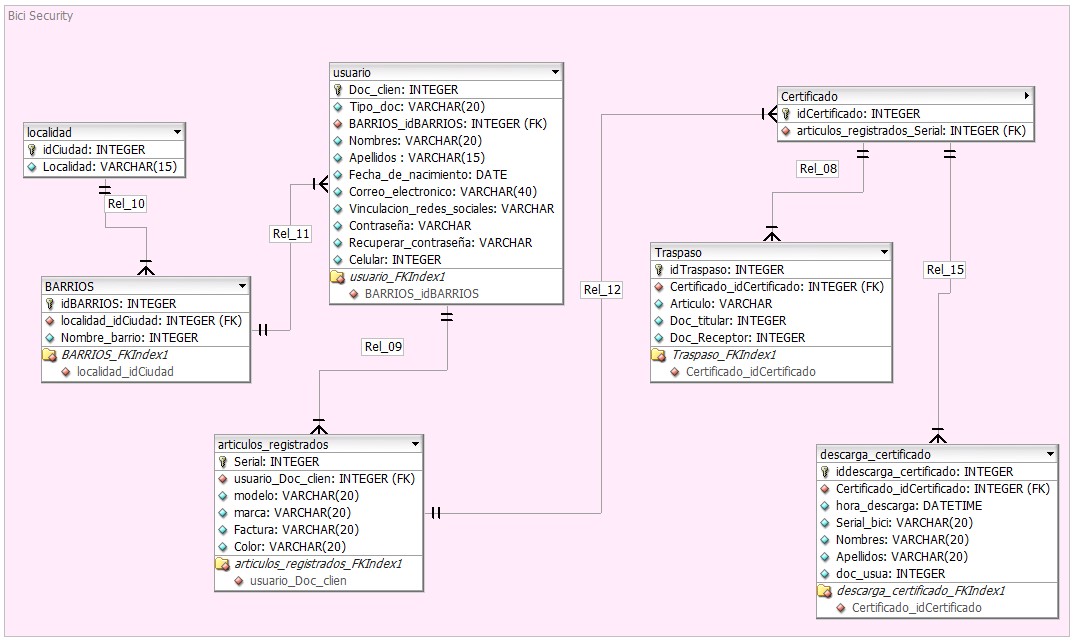 Bici Security
localidad
idCiudad: INTEGER
Localidad: VARCHAR(15)
Rel_10
BARRIOS
idBARRIOS: INTEGER
localidad_idCiudad: INTEGER (FK)
Nombre_barrio: INTEGER
BARRIOS_FKIndex1
localidad_idCiudad
Rel_11
usuario
Doc_clien: INTEGER
Tipo_doc: VARCHAR(20)
BARRIOS_idBARRIOS: INTEGER (FK)
Nombres: VARCHAR(20)
Apellidos : VARCHAR(15)
Fecha_de_nacimiento: DATE
Correo_electronico: VARCHAR(40)
Vinculacion_redes_sociales: VARCHAR
Contraseña: VARCHAR
Recuperar_contraseña: VARCHAR
Celular: INTEGER
usuario_FKIndex1
BARRIOS_idBARRIOS
Rel_09
articulos_registrados
Serial: INTEGER
usuario_Doc_clien: INTEGER (FK)
modelo: VARCHAR(20)
marca: VARCHAR(20)
Factura: VARCHAR(20)
Color: VARCHAR(20)
articulos_registrados_FKIndex1
usuario_Doc_clien
Rel_12
Certificado
idCertificado: INTEGER
articulos_registrados_Serial: INTEGER (FK)
Rel_08
Traspaso
idTraspaso: INTEGER
Certificado_idCertificado: INTEGER (FK)
Articulo: VARCHAR
Doc_titular: INTEGER
Doc_Receptor: INTEGER
Traspaso_FKIndex1
Certificado_idCertificado
Rel_15
descarga_certificado
iddescarga_certificado: INTEGER
Certificado_idCertificado: INTEGER (FK)
hora_descarga: DATETIME
Serial_bici: VARCHAR(20)
Nombres: VARCHAR(20)
Apellidos: VARCHAR(20)
doc_usua: INTEGER
descarga_certificado_FKIndex1
Certificado_idCertificado